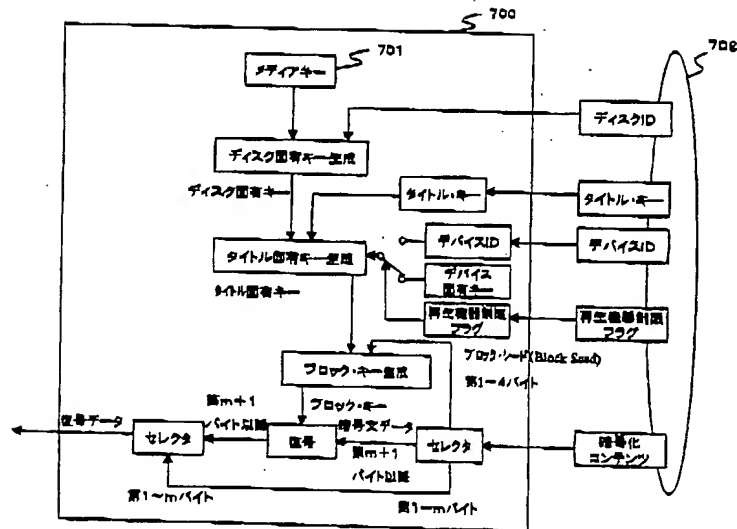 700
701
702
メディアキー
ディスクID
ディスク固有キー生成
ディスク固有キー
タイトル・キー
タイトル・キー
デバイスID
デバイスID
タイトル固有キー生成
タイトル固有キー
デバイス
固有キー
再生機器制限
フラグ
再生機器制限
フラグ
ブロック・シード(Block Seed)
第1〜4バイト
ブロック・キー生成
ブロック・キー
復号データ
セレクタ
第m+1
バイト以降
復号
暗号文データ
第m+1
バイト以降
セレクタ
暗号化
コンテンツ
第1〜mバイト
第1〜mバイト